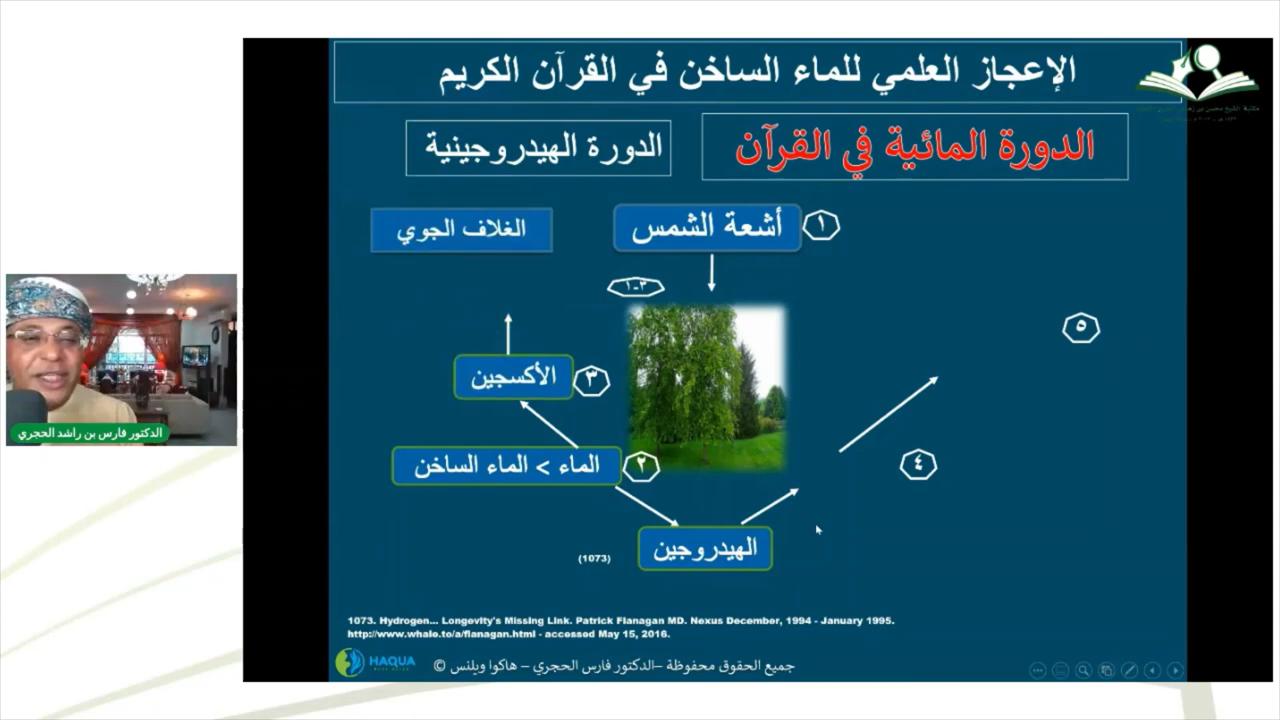 الإعجاز العلمي للماء الساخن في القرآن الكريم
الدورة المائية في القرآن
الدورة الهيدروجينية
١
أشعة الشمس
الغلاف الجوي
٣-١
٥
٣
الأكسجين
٢
الماء > الماء الساخن
٤
الهيدروجين
(1073)
الدكتور فارس بن راشد الحجري
1073. Hydrogen... Longevity's Missing Link. Patrick Flanagan MD. Nexus December, 1994 - January 1995.
http://www.whale.to/a/flanagan.html - accessed May 15, 2016.
HAQUA
جميع الحقوق محفوظة –الدكتور فارس الحجري – هاكوا ويلنس ©